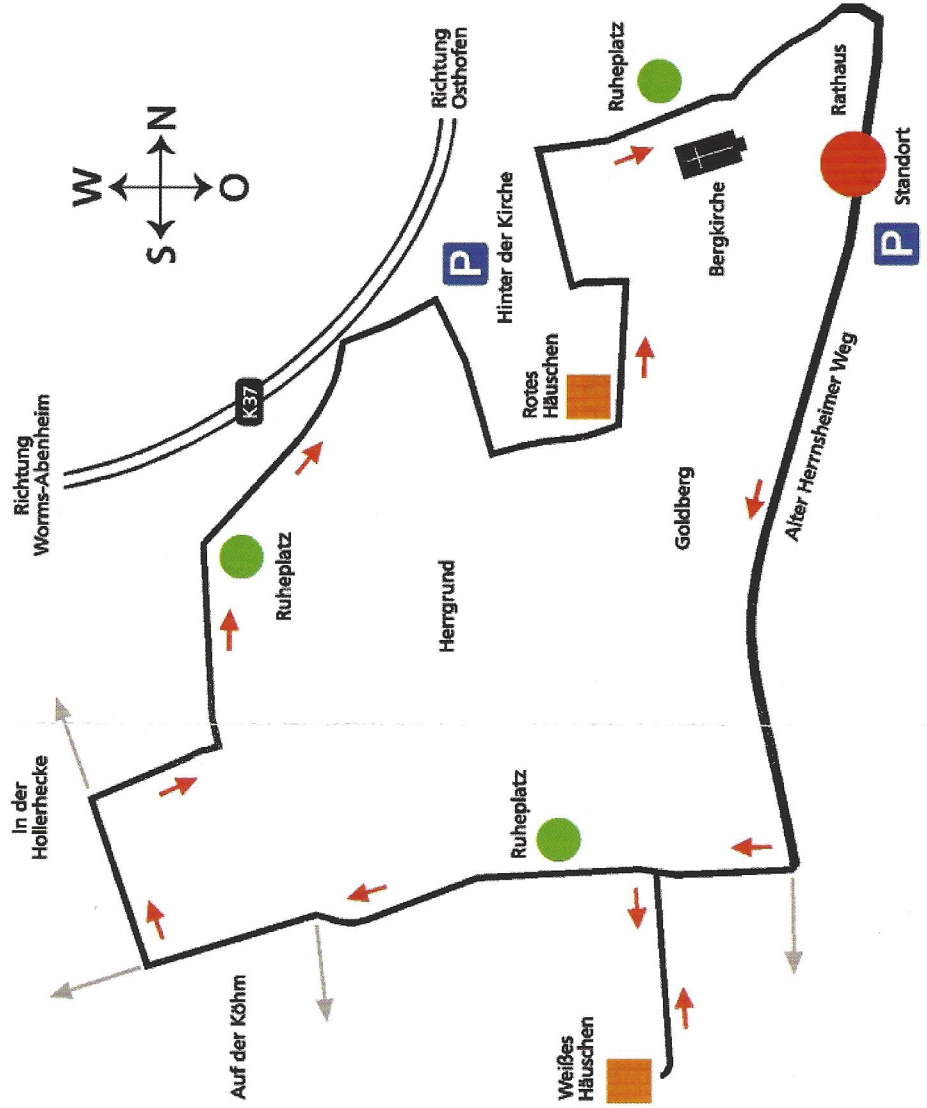 W
S
N
O
Richtung
Osthofen
Richtung
Worms-Abenheim
K37
In der
Hollerhecke
Ruheplatz
Ruheplatz
P
Hinter der Kirche
Rotes
Häuschen
Bergkirche
Rathaus
Standort
P
Herrgrund
Goldberg
Alter Herrnsheimer Weg
Ruheplatz
Auf der Köhm
Weißes
Häuschen